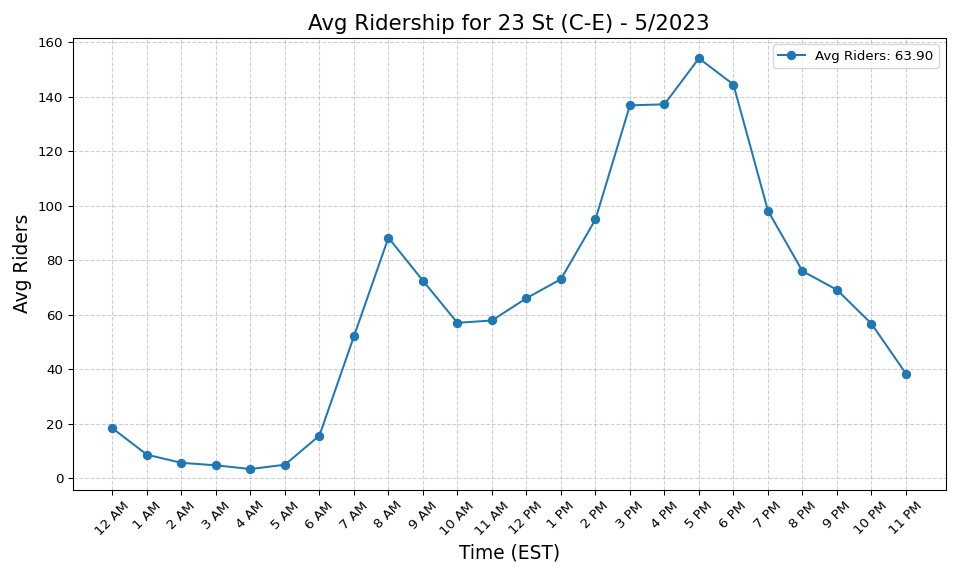 Avg Ridership for 23 St (C-E) - 5/2023
Avg Riders: 63.90
Avg Riders
160
140
120
100
80
60
40
20
0
12 AM
1 AM
2 AM
3 AM
4 AM
5 AM
6 AM
7 AM
8 AM
9 AM
10 AM
11 AM
12 PM
1 PM
2 PM
3 PM
4 PM
5 PM
6 PM
7 PM
8 PM
9 PM
10 PM
11 PM
Time (EST)